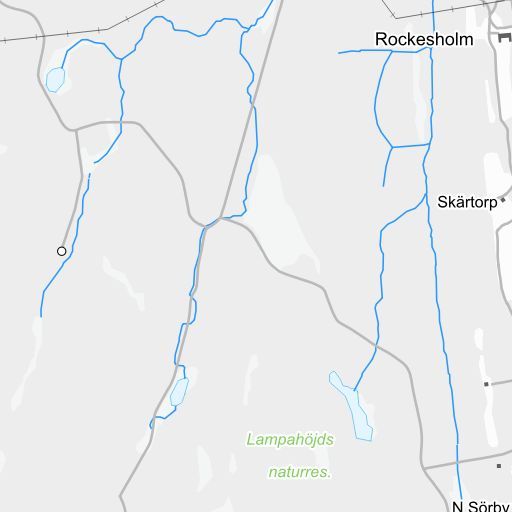 Rockesholm
Skärtorp
Lampahöjds
naturres.
N Sörby